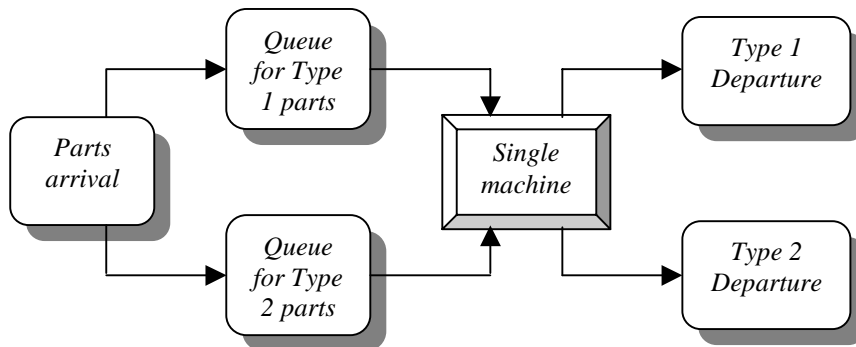 Parts
arrival
Queue
for Type
1 parts
Queue
for Type
2 parts
Single
machine
Type 1
Departure
Type 2
Departure